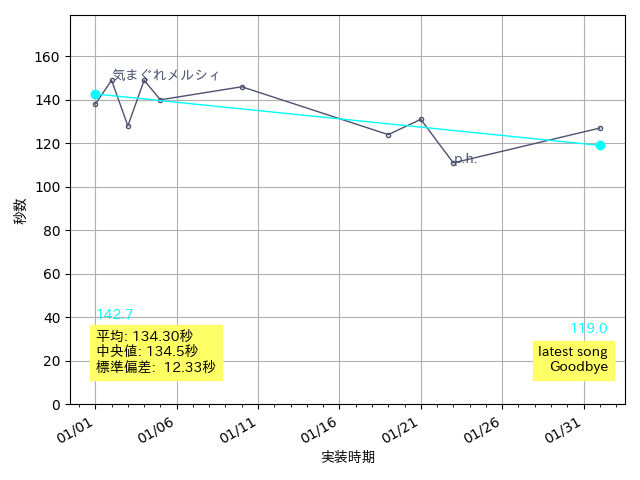 160
140
120
100
80
60
40
20
0
秒数
気まぐれメルシィ
p.h.
142.7
平均: 134.30秒
中央値: 134.5秒
標準偏差: 12.33秒
119.0
latest song
Goodbye
01/01
01/06
01/11
01/16
01/21
01/26
01/31
実装時期